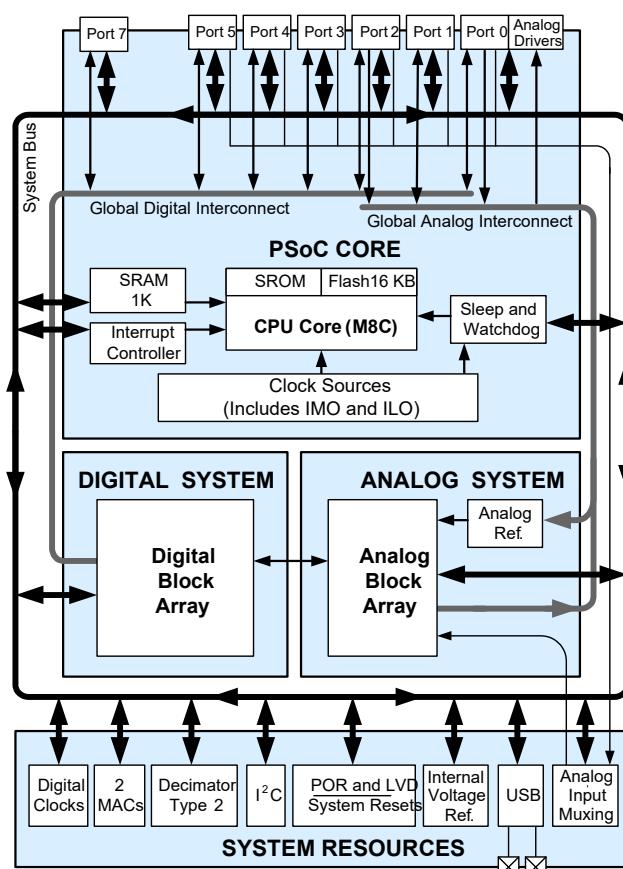 Port 7
Port 5
Port 4
Port 3
Port 2
Port 1
Port 0
Analog
Drivers
System Bus
Global Digital Interconnect
Global Analog Interconnect
PSoC CORE
SRAM
1K
SROM
Flash16 KB
CPU Core (M8C)
Sleep and
Watchdog
Interrupt
Controller
Clock Sources
(Includes IMO and ILO)
DIGITAL SYSTEM
ANALOG SYSTEM
Digital
Block
Array
Analog
Block
Array
Analog
Ref.
Digital
Clocks
2
MACs
Decimator
Type 2
I²C
POR and LVD
System Resets
Internal
Voltage
Ref.
USB
Analog
Input
Muxing
SYSTEM RESOURCES